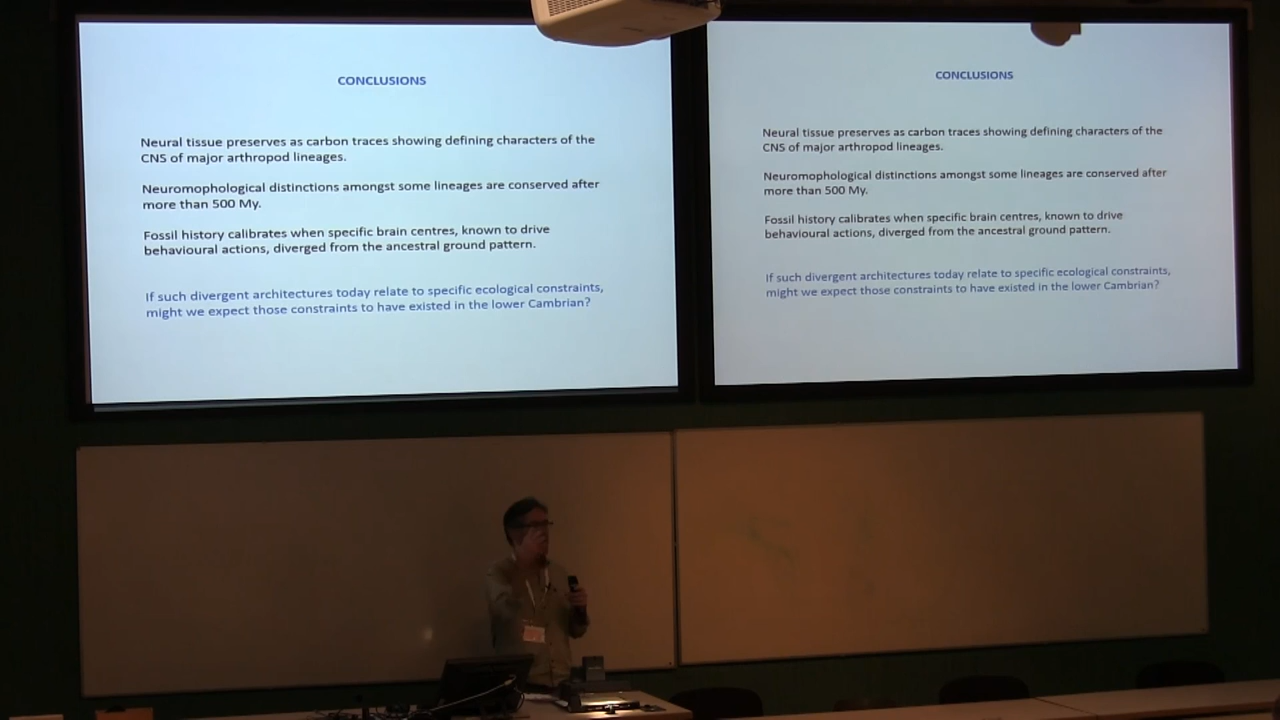 CONCLUSIONS
Neural tissue preserves as carbon traces showing defining characters of the
CNS of major arthropod lineages.
Neuromophological distinctions amongst some lineages are conserved after
more than 500 My.
Fossil history calibrates when specific brain centres, known to drive
behavioural actions, diverged from the ancestral ground pattern.
If such divergent architectures today relate to specific ecological constraints,
might we expect those constraints to have existed in the lower Cambrian?
CONCLUSIONS
Neural tissue preserves as carbon traces showing defining characters of the
CNS of major arthropod lineages.
Neuromophological distinctions amongst some lineages are conserved after
more than 500 My.
Fossil history calibrates when specific brain centres, known to drive
behavioural actions, diverged from the ancestral ground pattern.
If such divergent architectures today relate to specific ecological constraints,
might we expect those constraints to have existed in the lower Cambrian?